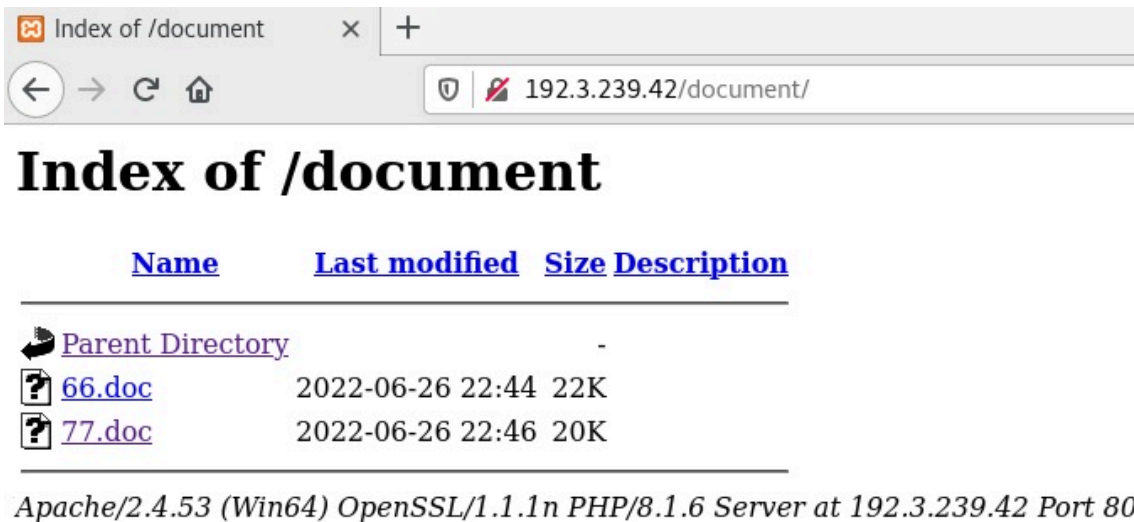 Index of /document
192.3.239.42/document/
Index of /document
Name Last modified Size Description
Parent Directory -
66.doc 2022-06-26 22:44 22K
77.doc 2022-06-26 22:46 20K
Apache/2.4.53 (Win64) OpenSSL/1.1.1n PHP/8.1.6 Server at 192.3.239.42 Port 80